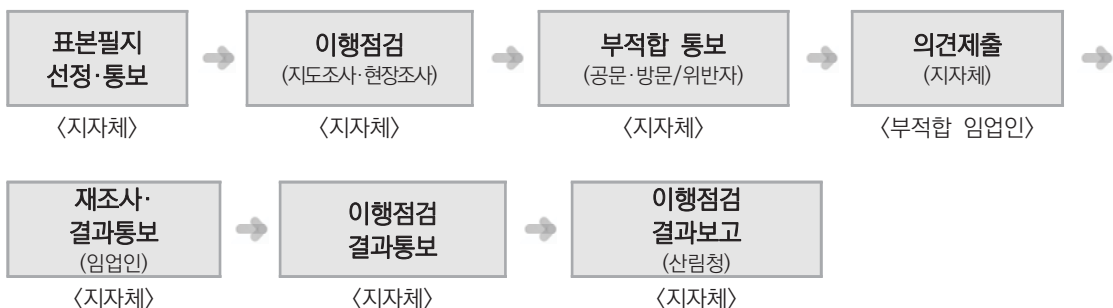 표본필지
선정·통보
〈지자체〉
이행점검
(지도조사·현장조사)
〈지자체〉
부적합 통보
(공문·방문/위반자)
〈지자체〉
의견제출
(지자체)
〈부적합 임업인〉
재조사·
결과통보
(임업인)
〈지자체〉
이행점검
결과통보
〈지자체〉
이행점검
결과보고
(산림청)
〈지자체〉